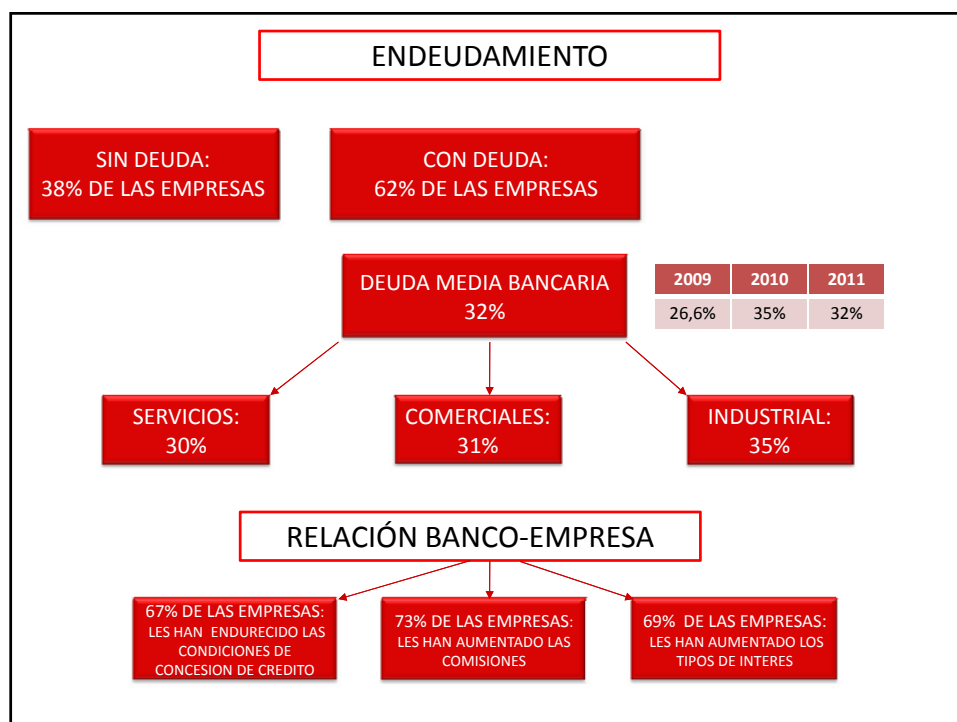 ENDEUDAMIENTO
SIN DEUDA:
38% DE LAS EMPRESAS
CON DEUDA:
62% DE LAS EMPRESAS
DEUDA MEDIA BANCARIA
32%
2009 2010 2011
26,6% 35% 32%
SERVICIOS:
30%
COMERCIALES:
31%
INDUSTRIAL:
35%
RELACIÓN BANCO-EMPRESA
67% DE LAS EMPRESAS:
LES HAN ENDURECIDO LAS
CONDICIONES DE
CONCESION DE CREDITO
73% DE LAS EMPRESAS:
LES HAN AUMENTADO LAS
COMISIONES
69% DE LAS EMPRESAS:
LES HAN AUMENTADO LOS
TIPOS DE INTERES